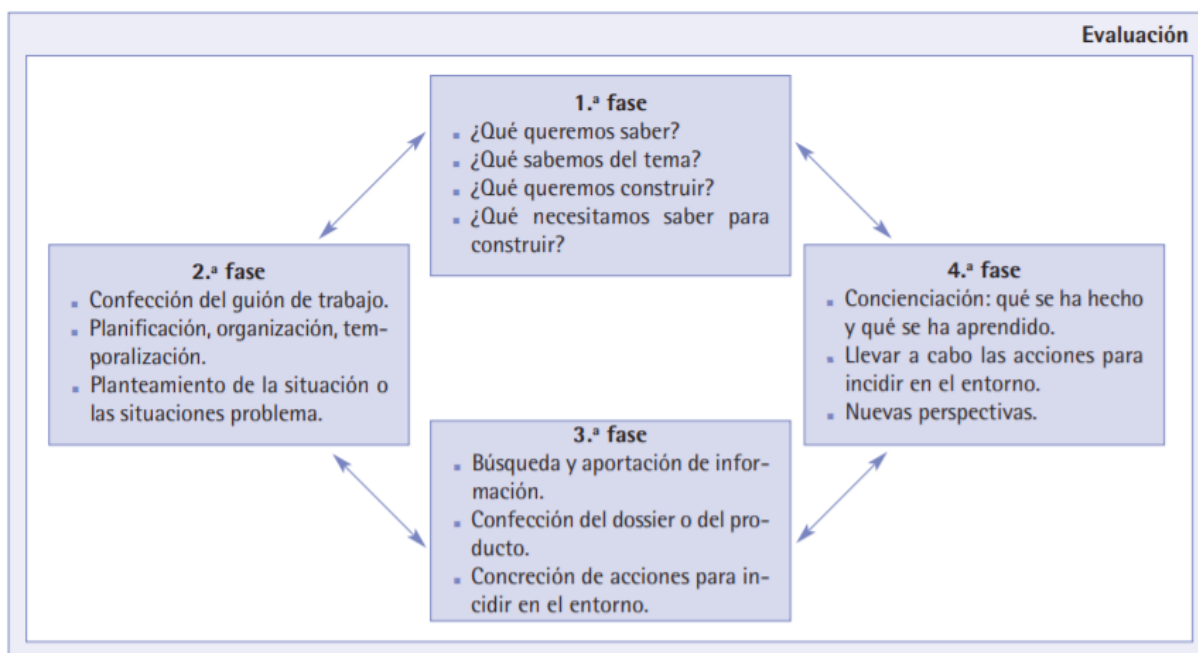 Evaluación
1.ª fase
▪ ¿Qué queremos saber?
▪ ¿Qué sabemos del tema?
▪ ¿Qué queremos construir?
▪ ¿Qué necesitamos saber para
construir?
2.ª fase
▪ Confección del guión de trabajo.
▪ Planificación, organización, tem-
poralización.
▪ Planteamiento de la situación o
las situaciones problema.
4.ª fase
▪ Concienciación: qué se ha hecho
y qué se ha aprendido.
▪ Llevar a cabo las acciones para
incidir en el entorno.
▪ Nuevas perspectivas.
3.ª fase
▪ Búsqueda y aportación de infor-
mación.
▪ Confección del dossier o del pro-
ducto.
▪ Concreción de acciones para in-
cidir en el entorno.